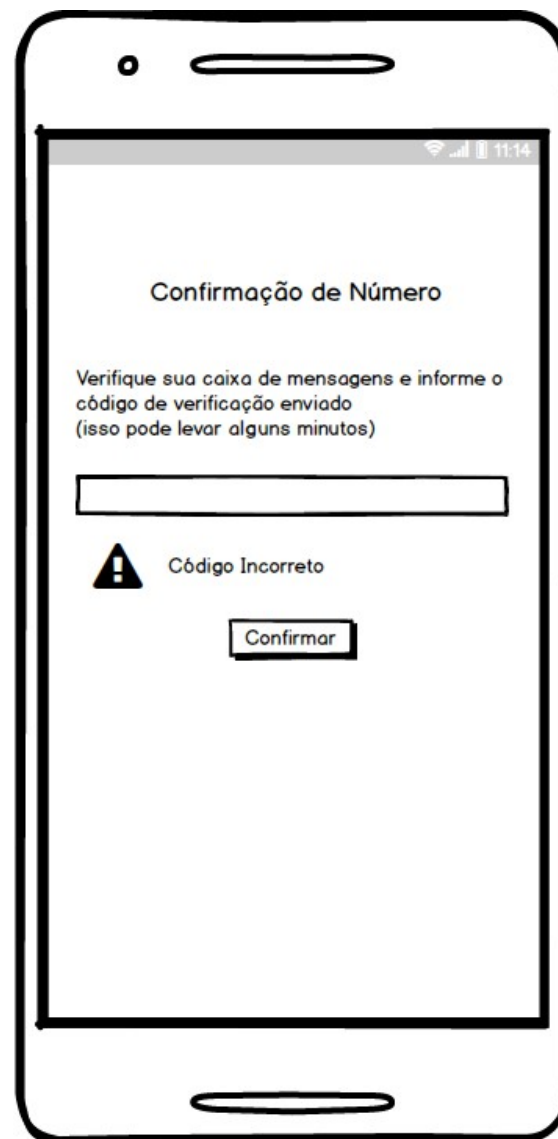 11:14
Confirmação de Número
Verifique sua caixa de mensagens e informe o
código de verificação enviado
(isso pode levar alguns minutos)
Código Incorreto
Confirmar